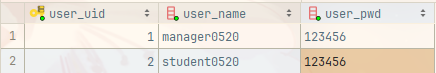 user_uid user_name user_pwd
1 1 manager0520 123456
2 2 student0520 123456